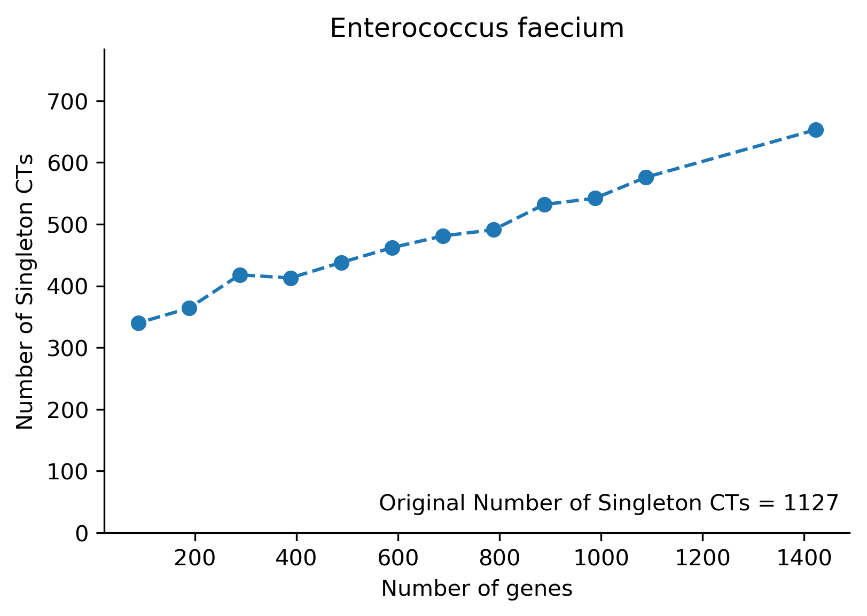 Enterococcus faecium
Number of Singleton CTs
700
600
500
400
300
200
100
0
Original Number of Singleton CTs = 1127
200 400 600 800 1000 1200 1400
Number of genes